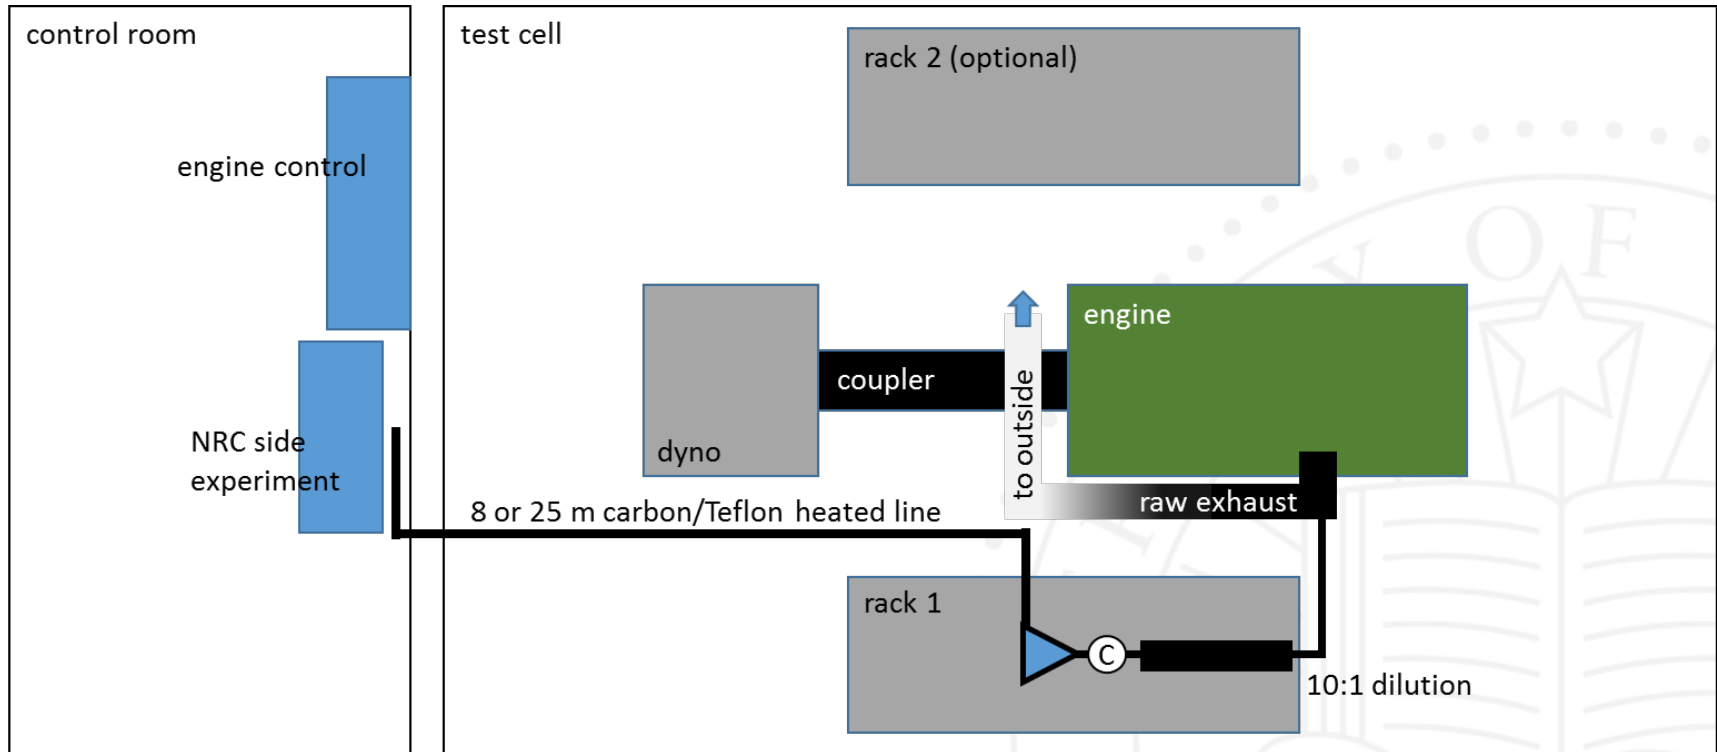 control room
test cell
rack 2 (optional)
engine control
engine
coupler
to outside
dyno
NRC side
experiment
raw exhaust
8 or 25 m carbon/Teflon heated line
rack 1
C
10:1 dilution
Y OF